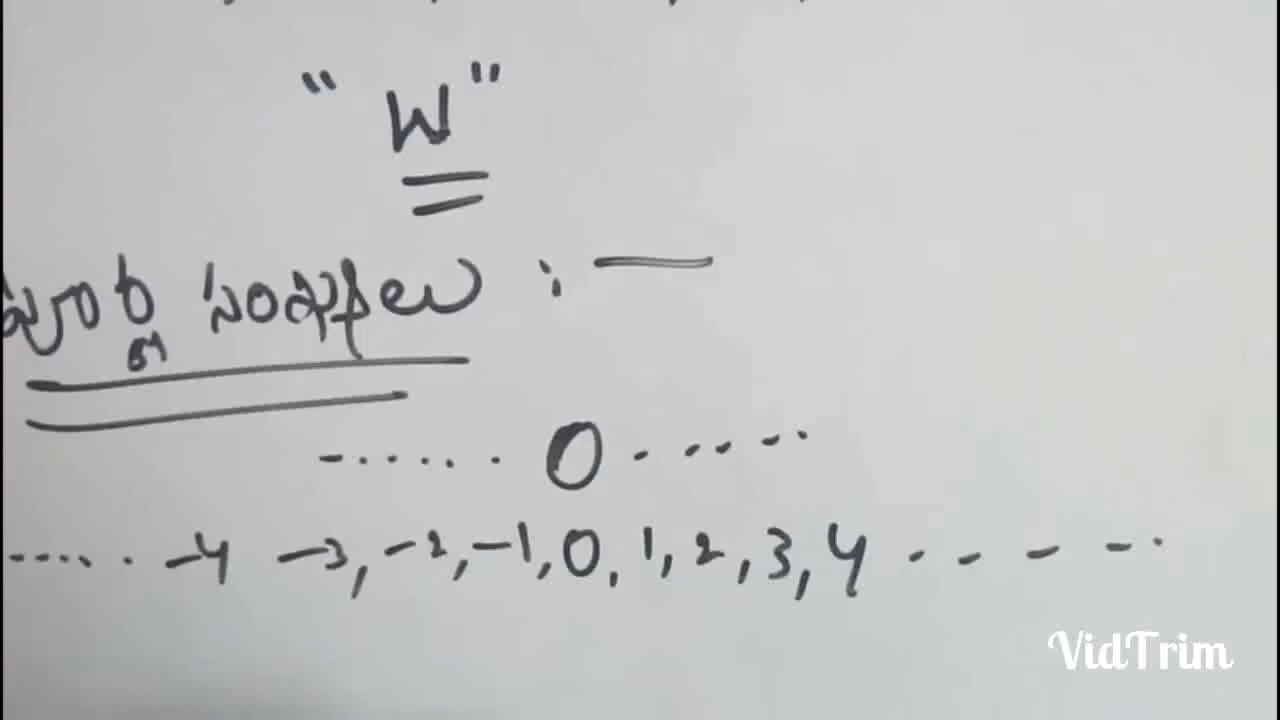 "W"
పూర్ణ సంఖ్యలు :—
...... 0 ......
...... -4 -3, -2, -1, 0, 1, 2, 3, 4 ......
VidTrim